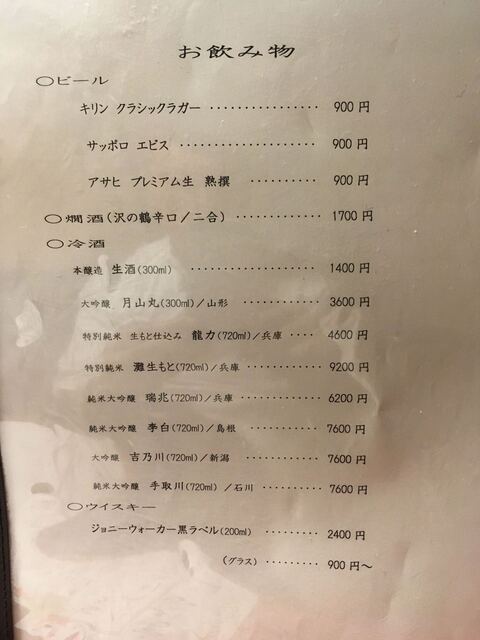 お飲み物
○ビール
キリン クラシックラガー ················ 900 円
サッポロ エビス ···················· 900 円
アサヒ プレミアム生 熟撰 ·········· 900 円
○燗酒(沢の鶴辛口／二合) ············· 1700 円
○冷酒
本醸造 生酒(300ml) ·················· 1400 円
大吟醸 月山丸(300ml)／山形 ··········· 3600 円
特別純米 生もと仕込み 龍力(720ml)／兵庫 ···· 4600 円
特別純米 灘生もと(720ml)／兵庫 ·········· 9200 円
純米大吟醸 瑞兆(720ml)／兵庫 ·········· 6200 円
純米大吟醸 李白(720ml)／島根 ·········· 7600 円
大吟醸 吉乃川(720ml)／新潟 ·········· 7600 円
純米大吟醸 手取川(720ml) ／石川 ········ 7600 円
○ウイスキー
ジョニーウォーカー黒ラベル(200ml) ········ 2400 円
(グラス) ········· 900 円～